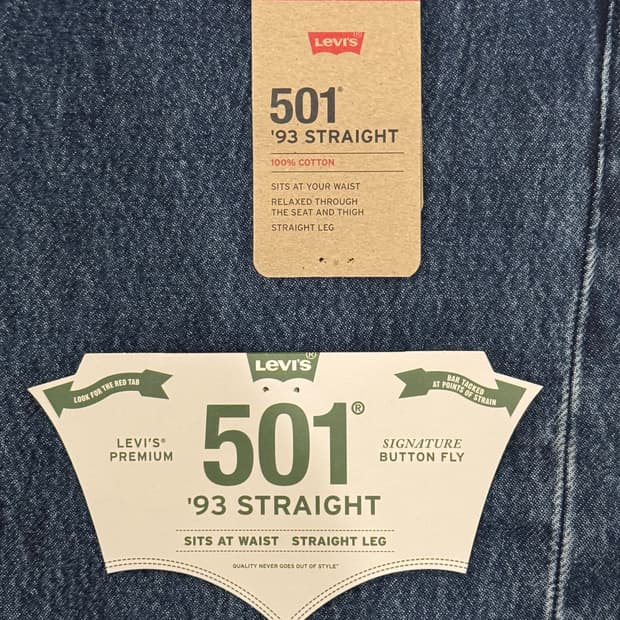 Levi's®
501®
'93 STRAIGHT
100% COTTON
SITS AT YOUR WAIST
RELAXED THROUGH
THE SEAT AND THIGH
STRAIGHT LEG
Levi's®
LOOK FOR THE RED TAB
BAR TACKED
AT POINTS OF STRAIN
501®
LEVI'S®
PREMIUM
SIGNATURE
BUTTON FLY
'93 STRAIGHT
SITS AT WAIST STRAIGHT LEG
QUALITY NEVER GOES OUT OF STYLE™